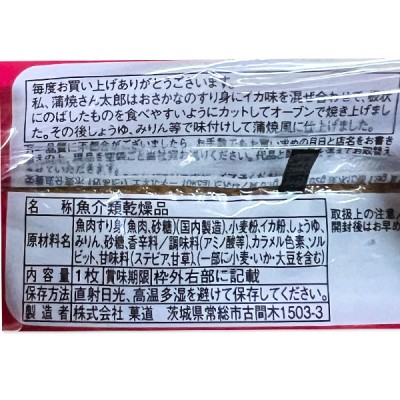 毎度お買い上げありがとうございます。
私、蒲焼さん太郎はおさかなのすり身にイカ味を混ぜ合わせて、板状
にのばしたものを食べやすいようにカットしてオーブンで焼き上げまし
た。その後しょうゆ、みりん等で味付けして蒲焼風に仕上げました。
名 称 魚介類乾燥品
原材料名 魚肉すり身(魚肉、砂糖)(国内製造)、小麦粉、イカ粉、しょうゆ、
みりん、砂糖、香辛料/調味料(アミノ酸等)、カラメル色素、ソル
ビット、甘味料(ステビア、甘草)、(一部に小麦・いか・大豆を含む)
内 容 量 1枚 賞味期限 枠外右部に記載
保存方法 直射日光、高温多湿を避けて保存してください。
製 造 者 株式会社 菓道 茨城県常総市古間木1503-3
取扱上の注意
開封後はお早め